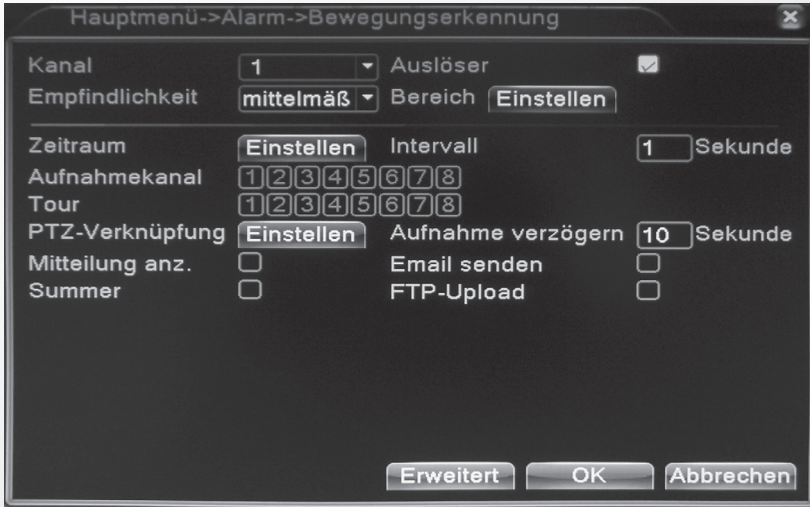 Hauptmenü->Alarm->Bewegungserkennung
Kanal 1 Auslöser
Empfindlichkeit mittelmäß Bereich Einstellen
Zeitraum Einstellen Intervall 1 Sekunde
Aufnahmekanal 1 2 3 4 5 6 7 8
Tour 1 2 3 4 5 6 7 8
PTZ-Verknüpfung Einstellen Aufnahme verzögern 10 Sekunde
Mitteilung anz. Email senden
Summer FTP-Upload
Erweitert OK Abbrechen